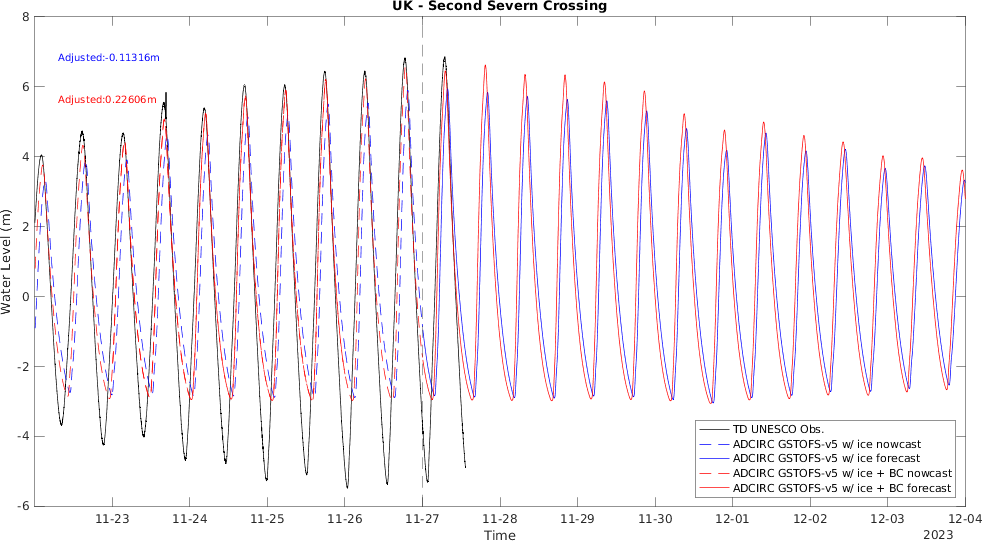 UK - Second Severn Crossing
8
6
4
2
0
-2
-4
-6
Water Level (m)
Adjusted:-0.11316m
Adjusted:0.22606m
TD UNESCO Obs.
ADCIRC GSTOFS-v5 w/ ice nowcast
ADCIRC GSTOFS-v5 w/ ice forecast
ADCIRC GSTOFS-v5 w/ ice + BC nowcast
ADCIRC GSTOFS-v5 w/ ice + BC forecast
11-23 11-24 11-25 11-26 11-27 11-28 11-29 11-30 12-01 12-02 12-03 12-04
Time
2023